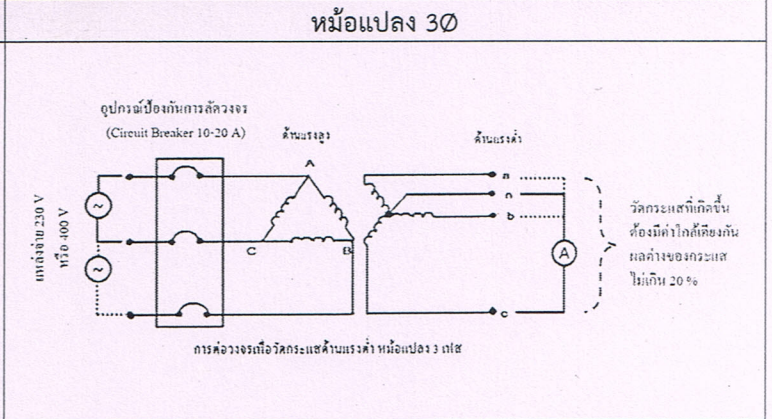 หม้อแปลง 3Ø
อุปกรณ์ป้องกันการลัดวงจร
(Circuit Breaker 10-20 A)
ด้านแรงสูง
ด้านแรงต่ำ
A
a
n
b
C
B
A
c
~
~
แหล่งจ่าย 230 V
หรือ 400 V
วัดกระแสที่เกิดขึ้น
ต้องมีค่าใกล้เคียงกัน
ผลต่างของกระแส
ไม่เกิน 20 %
การต่อวงจรเพื่อวัดกระแสด้านแรงต่ำ หม้อแปลง 3 เฟส